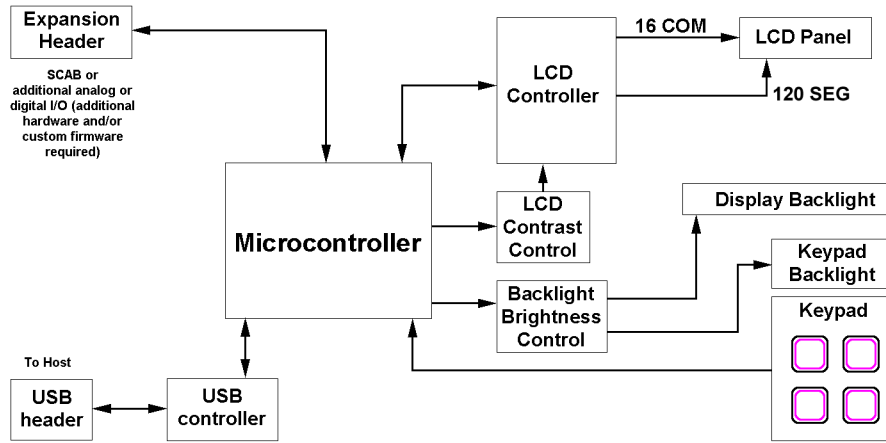 Expansion
Header
SCAB or
additional analog or
digital I/O (additional
hardware and/or
custom firmware
required)
LCD
Controller
16 COM
LCD Panel
120 SEG
Microcontroller
LCD
Contrast
Control
Display Backlight
Keypad
Backlight
Backlight
Brightness
Control
Keypad
To Host
USB
header
USB
controller